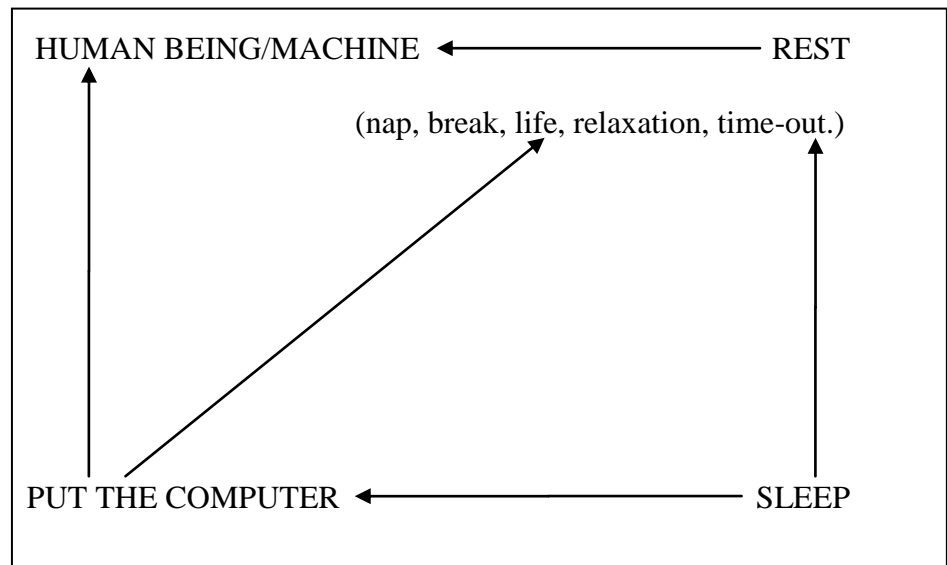 HUMAN BEING/MACHINE REST
(nap, break, life, relaxation, time-out.)
PUT THE COMPUTER SLEEP